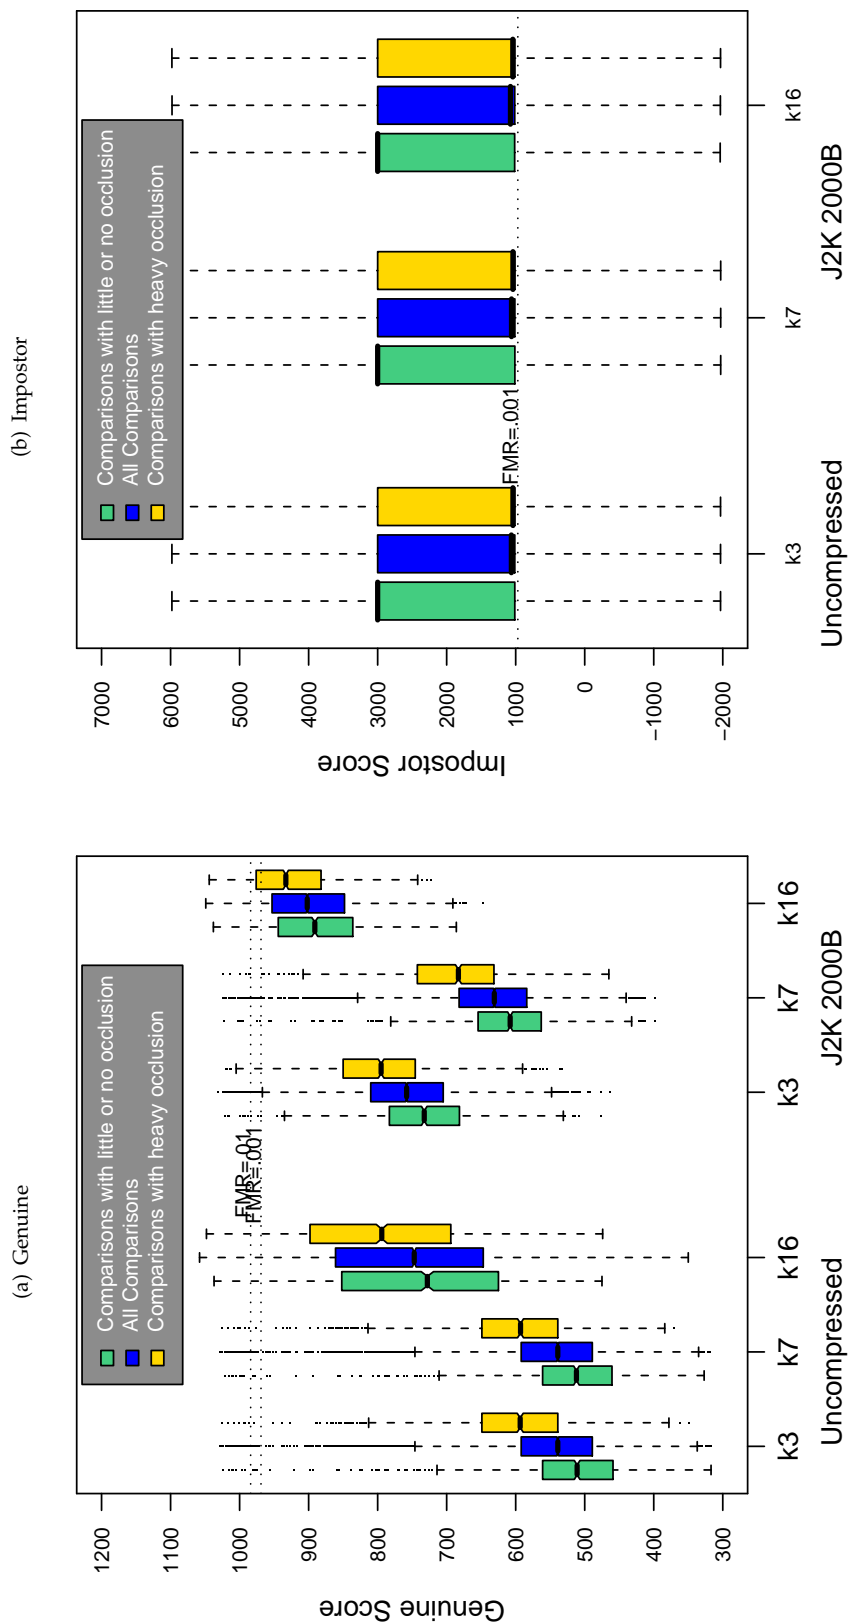 (a) Genuine
Genuine Score
1200
1100
1000
900
800
700
600
500
400
300
Comparisons with little or no occlusion
All Comparisons
Comparisons with heavy occlusion
FMR=.01
FMR=.001
k3
k7
k16
k3
k7
k16
Uncompressed
J2K 2000B
(b) Impostor
Impostor Score
7000
6000
5000
4000
3000
2000
1000
0
−1000
−2000
Comparisons with little or no occlusion
All Comparisons
Comparisons with heavy occlusion
FMR=.001
k3
k7
k16
Uncompressed
J2K 2000B